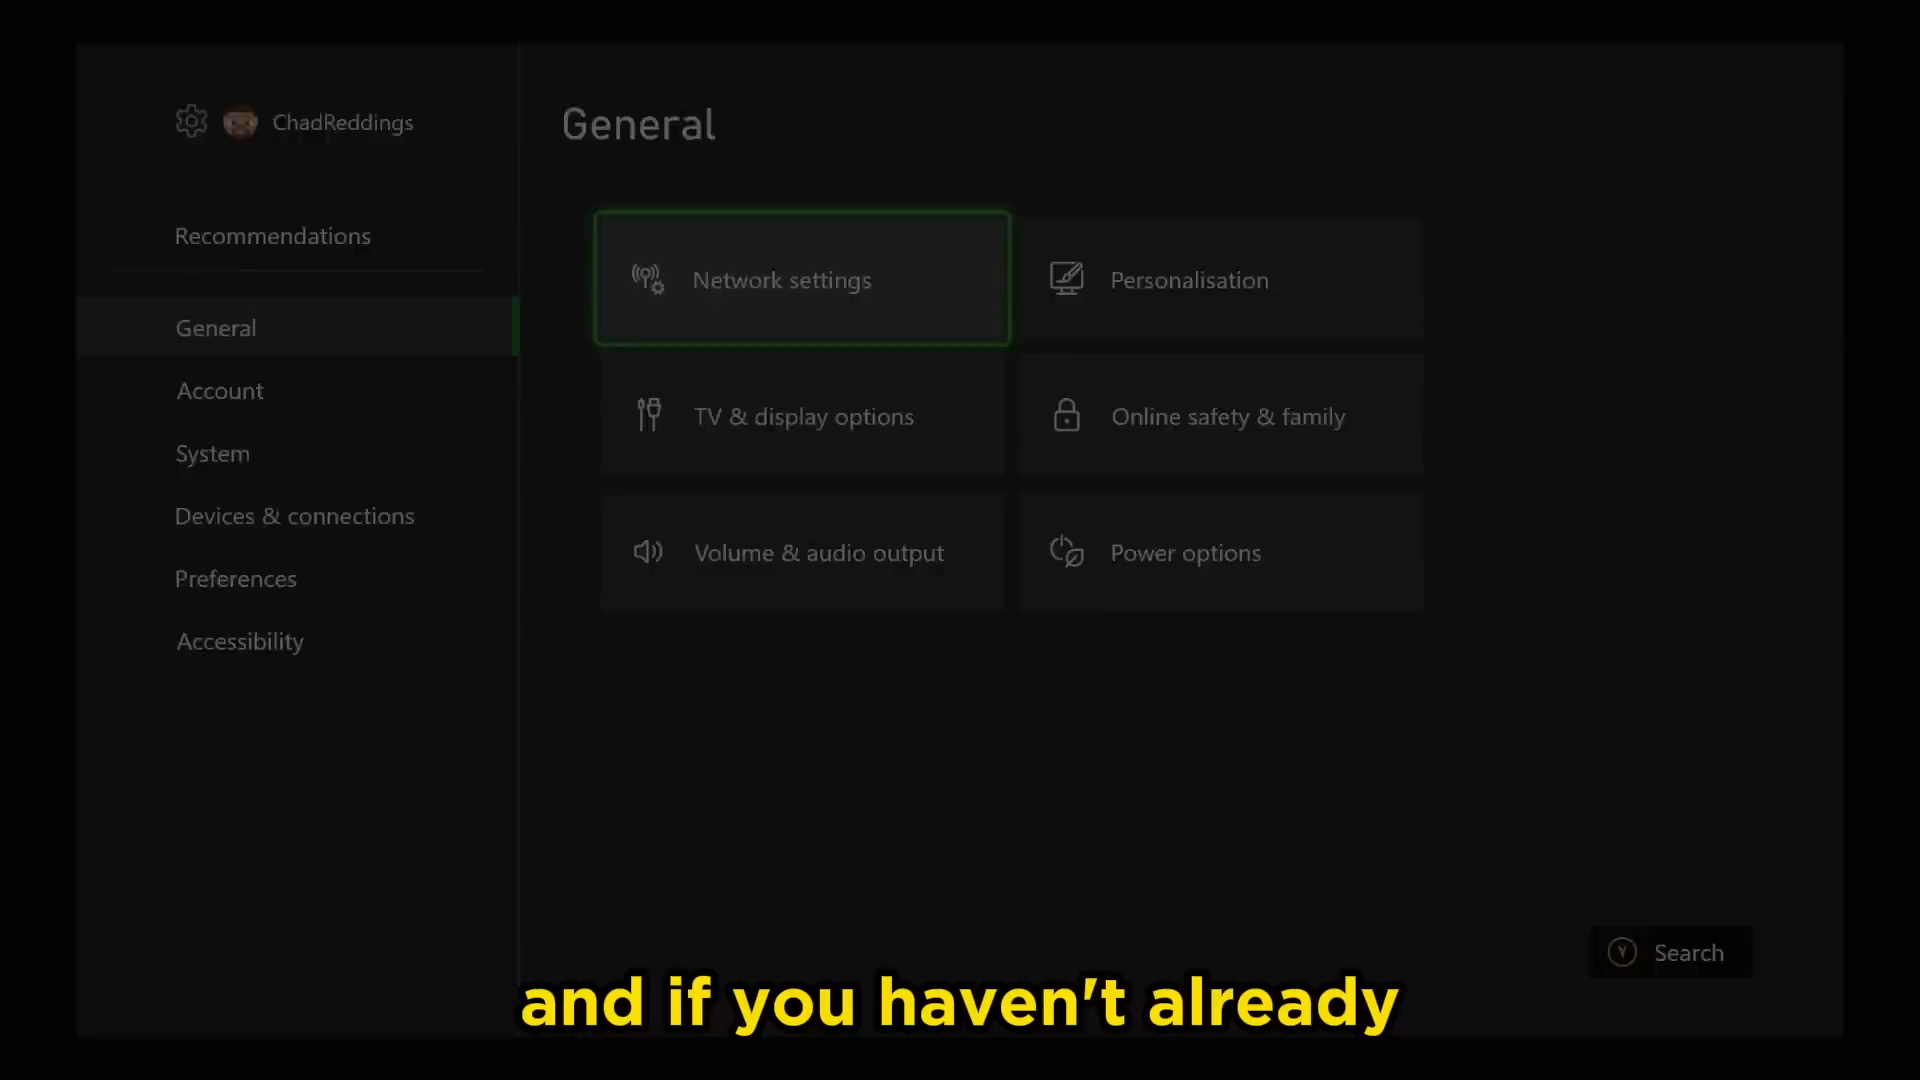 ChadReddings
Recommendations
General
Account
System
Devices & connections
Preferences
Accessibility
General
Network settings
Personalisation
TV & display options
Online safety & family
Volume & audio output
Power options
Y Search
and if you haven't already